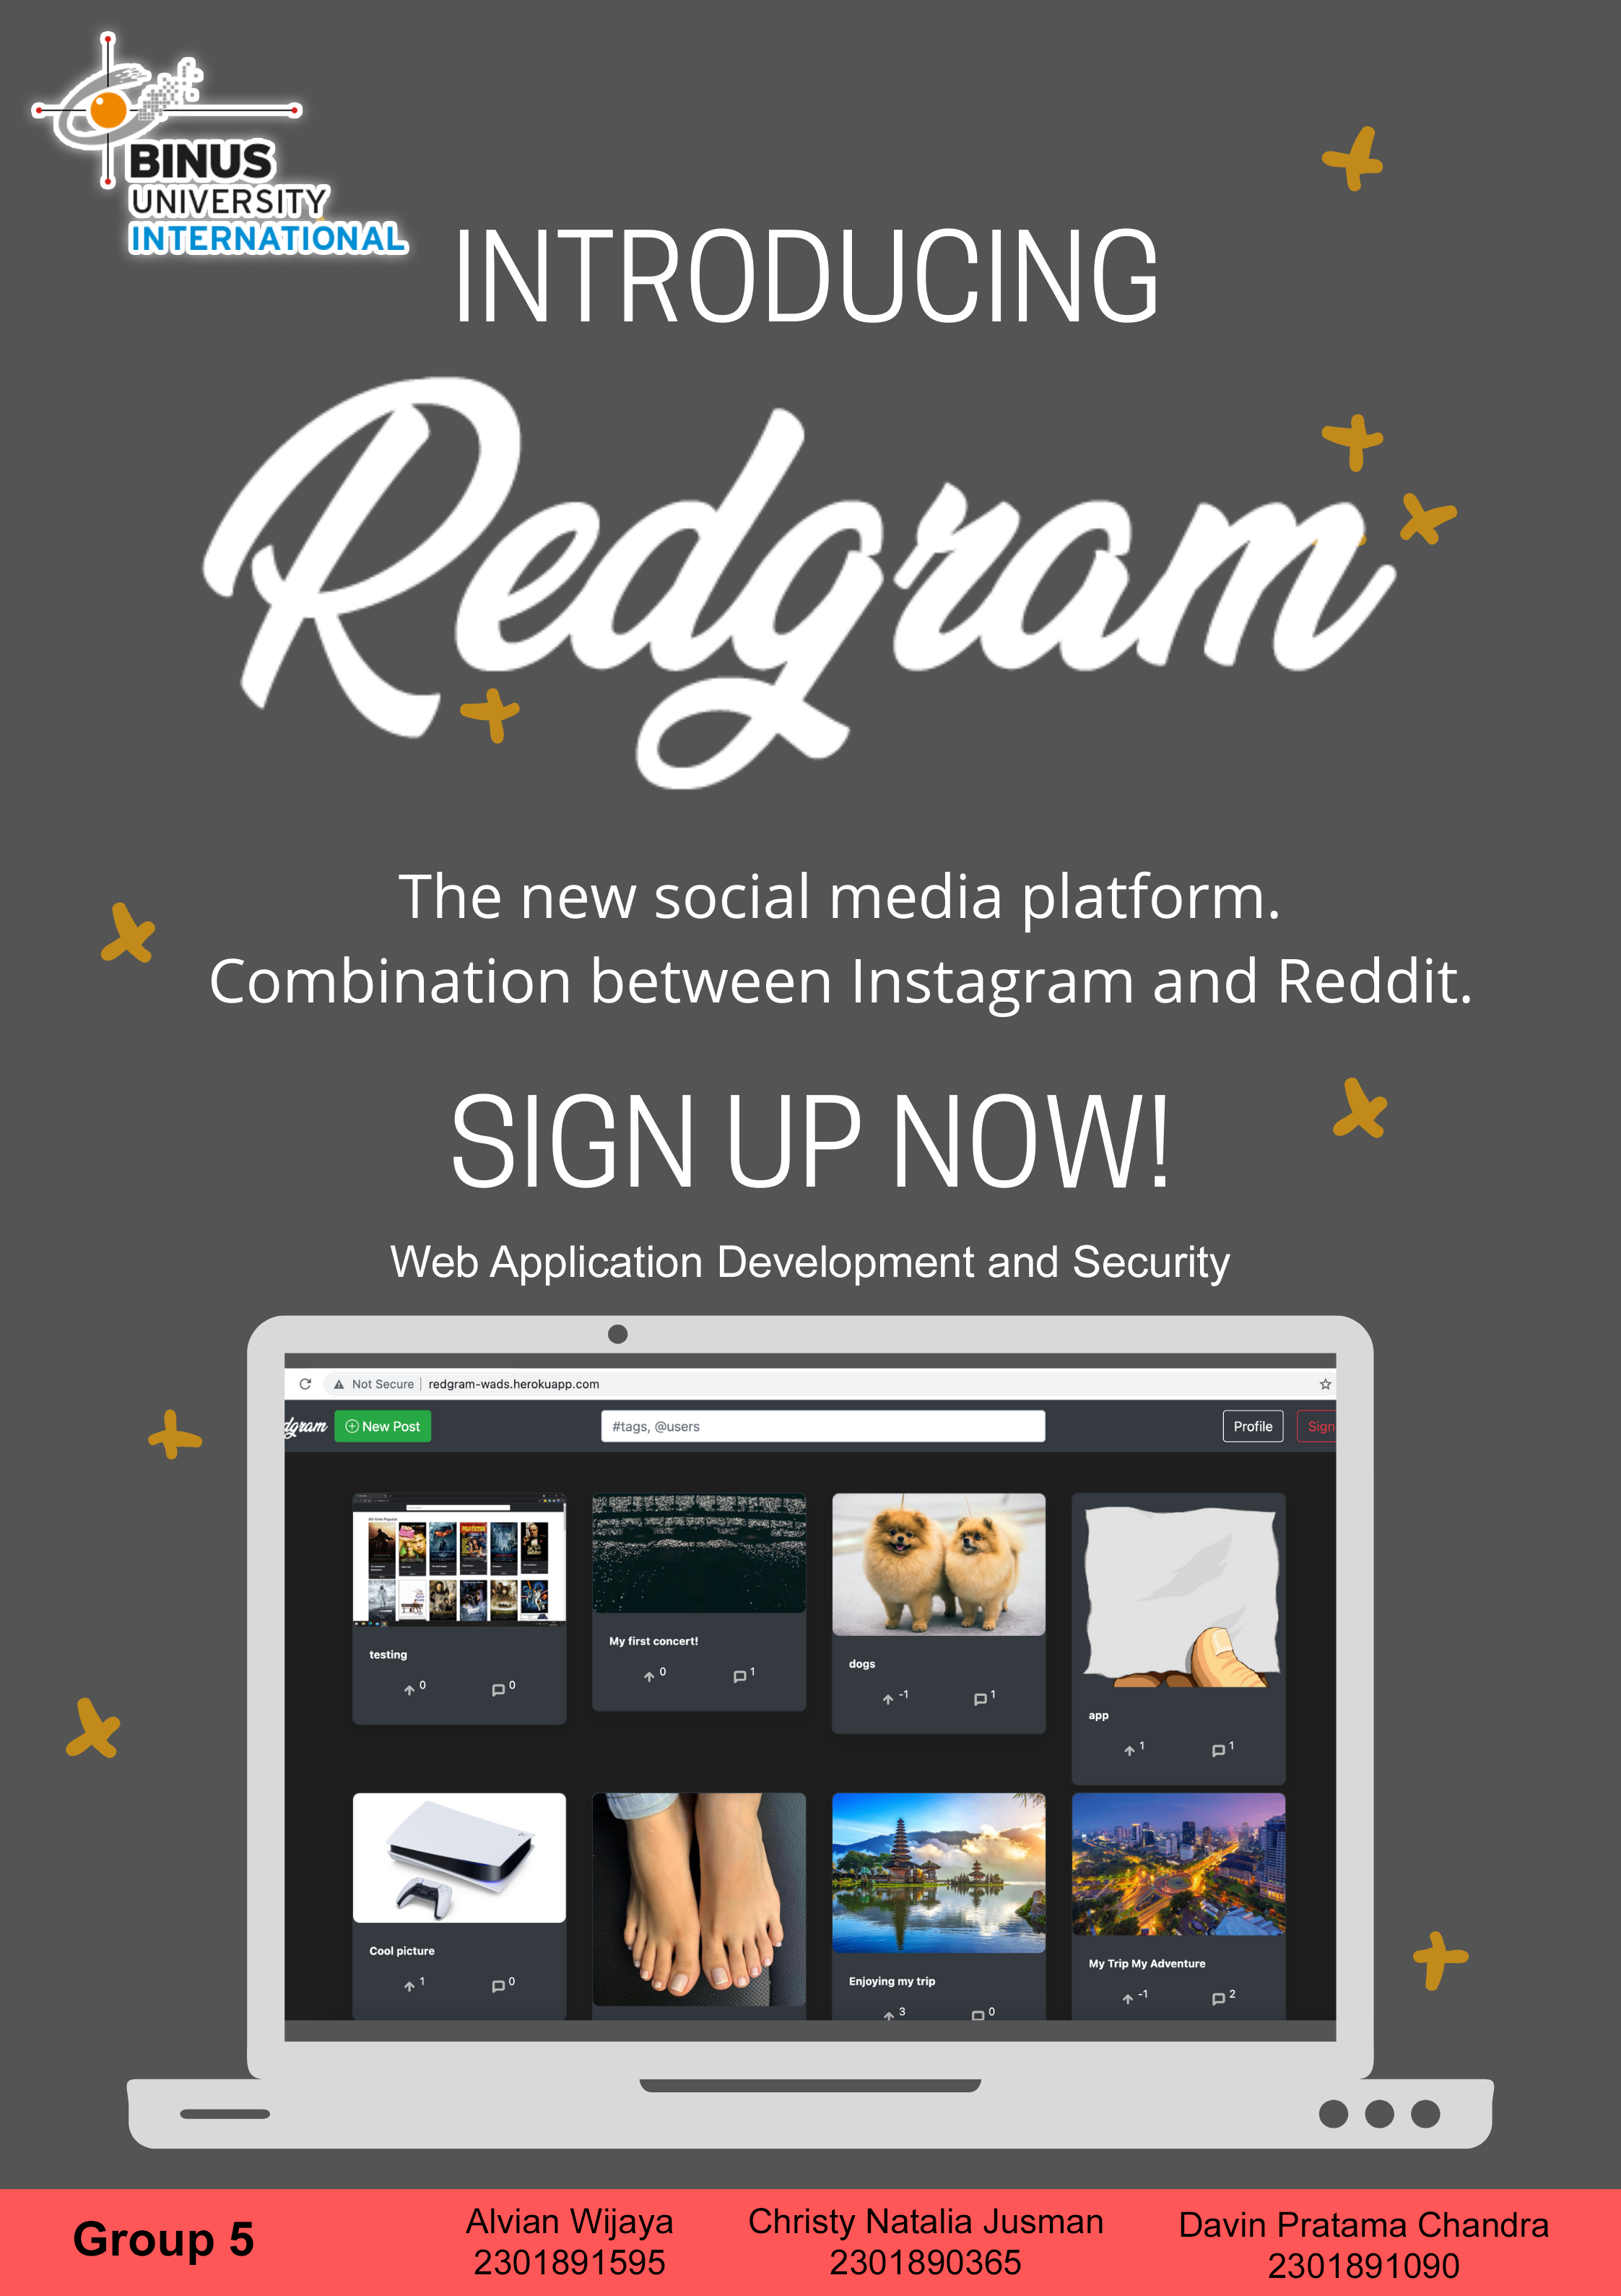 BINUS
UNIVERSITY
INTERNATIONAL
INTRODUCING
Redgram
The new social media platform.
Combination between Instagram and Reddit.
SIGN UP NOW!
Web Application Development and Security
Not Secure | redgram-wads.herokuapp.com
dgram New Post #tags, @users Profile Sign
testing
0 0
My first concert!
0 1
dogs
-1 1
app
1 1
Cool picture
1 0
Enjoying my trip
3 0
My Trip My Adventure
-1 2
Group 5
Alvian Wijaya
2301891595
Christy Natalia Jusman
2301890365
Davin Pratama Chandra
2301891090